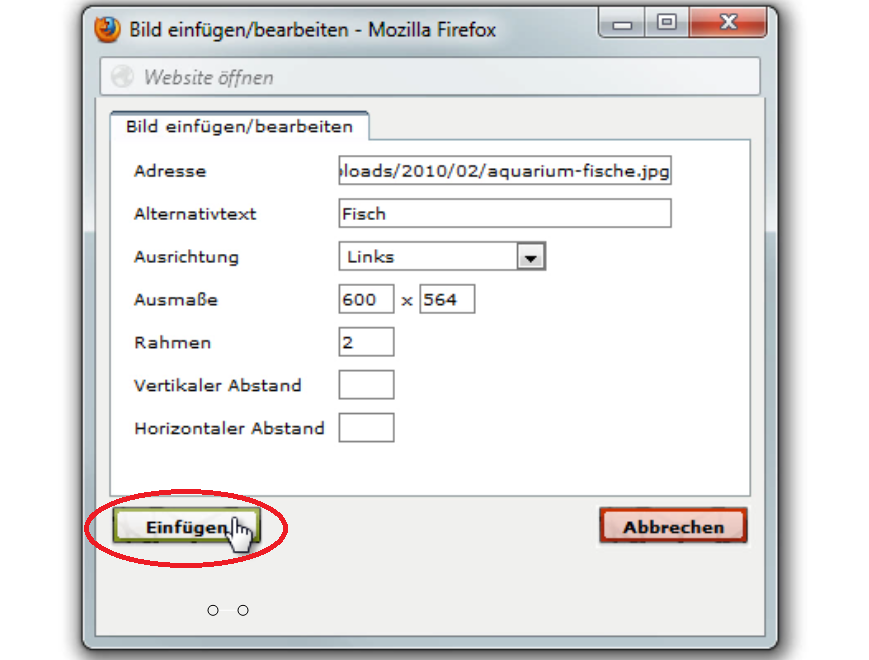 Bild einfügen/bearbeiten - Mozilla Firefox
Website öffnen
Bild einfügen/bearbeiten
Adresse loads/2010/02/aquarium-fische.jpg
Alternativtext Fisch
Ausrichtung Links
Ausmaße 600 x 564
Rahmen 2
Vertikaler Abstand
Horizontaler Abstand
Einfügen Abbrechen